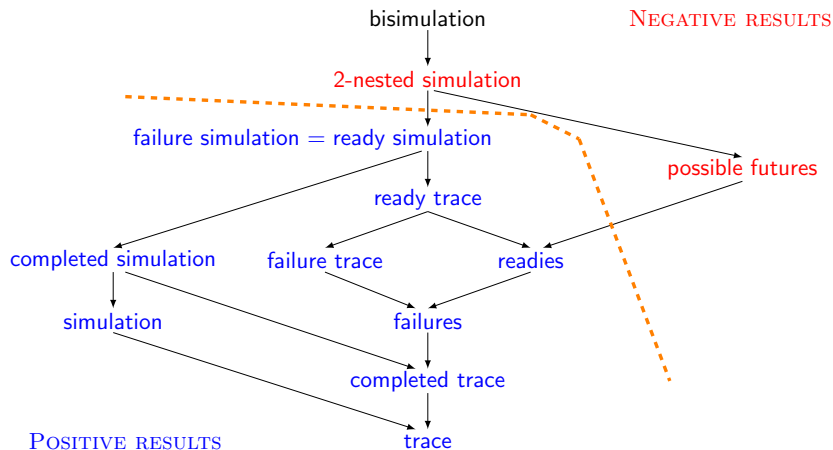 bisimulation
NEGATIVE RESULTS
2-nested simulation
failure simulation = ready simulation
possible futures
ready trace
completed simulation
failure trace
readies
simulation
failures
completed trace
POSITIVE RESULTS
trace